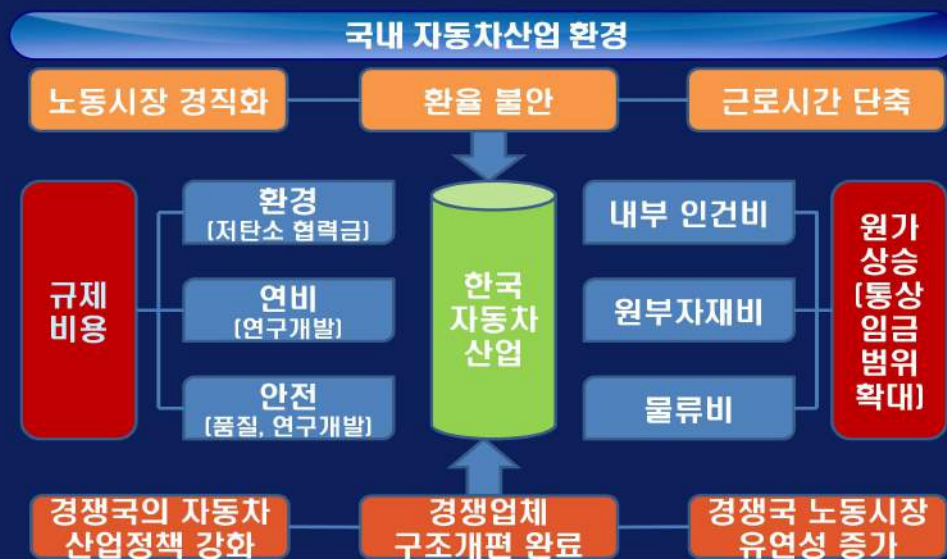 국내 자동차산업 환경
노동시장 경직화
환율 불안
근로시간 단축
규제
비용
환경
(저탄소 협력금)
연비
(연구개발)
안전
(품질, 연구개발)
한국
자동차
산업
내부 인건비
원부자재비
물류비
원가
상승
(통상
임금
범위
확대)
경쟁국의 자동차
산업정책 강화
경쟁업체
구조개편 완료
경쟁국 노동시장
유연성 증가